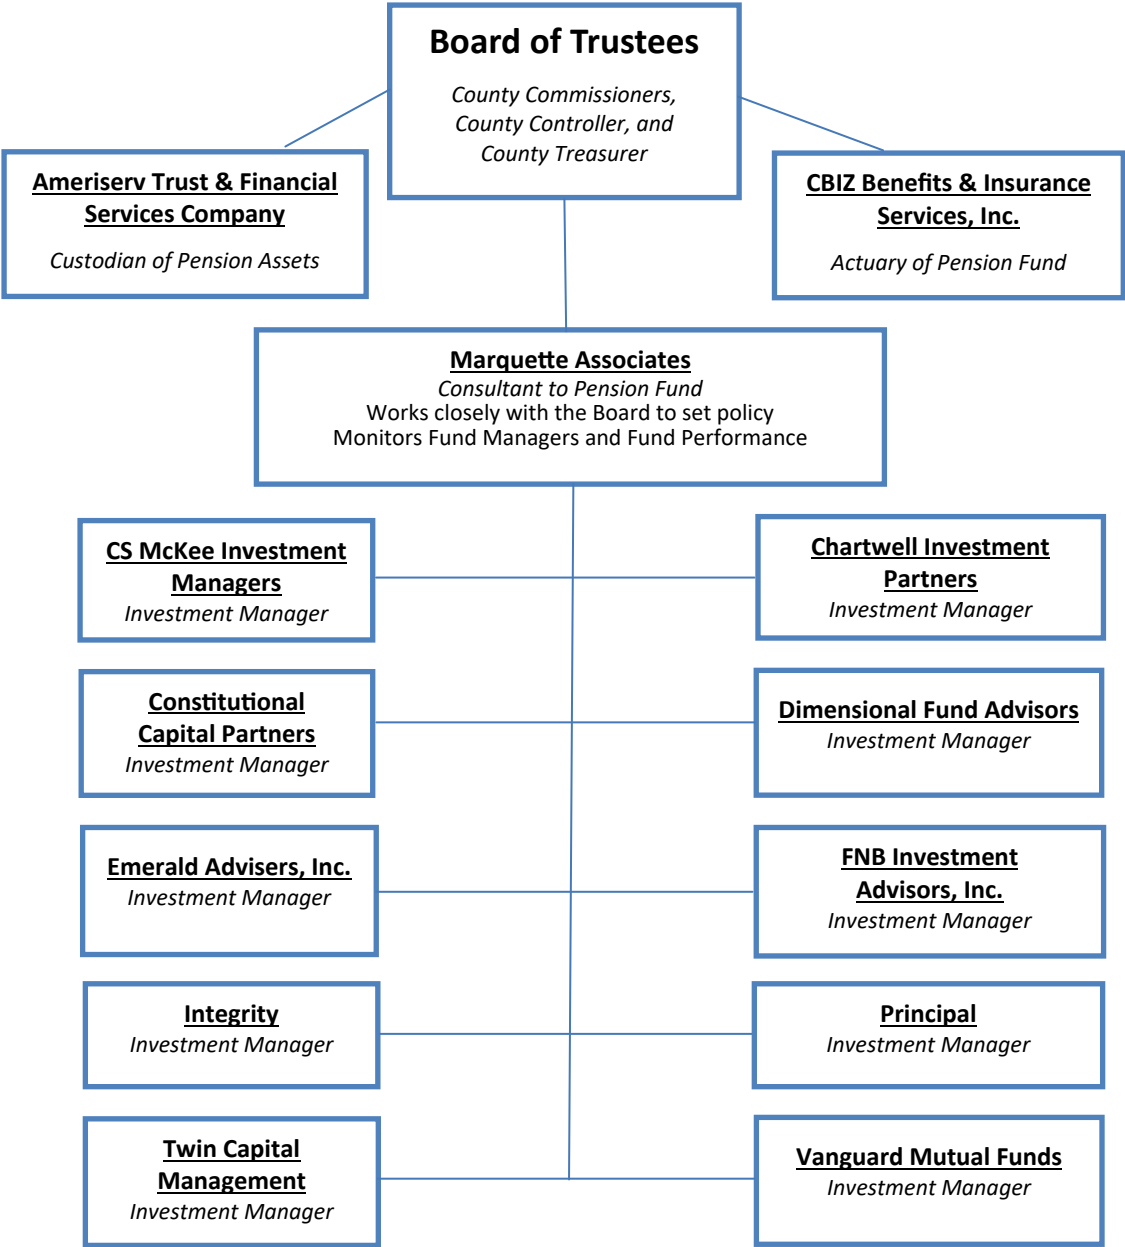 Board of Trustees
County Commissioners,
County Controller, and
County Treasurer
Ameriserv Trust & Financial
Services Company
Custodian of Pension Assets
CBIZ Benefits & Insurance
Services, Inc.
Actuary of Pension Fund
Marquette Associates
Consultant to Pension Fund
Works closely with the Board to set policy
Monitors Fund Managers and Fund Performance
CS McKee Investment
Managers
Investment Manager
Chartwell Investment
Partners
Investment Manager
Constitutional
Capital Partners
Investment Manager
Dimensional Fund Advisors
Investment Manager
Emerald Advisers, Inc.
Investment Manager
FNB Investment
Advisors, Inc.
Investment Manager
Integrity
Investment Manager
Principal
Investment Manager
Twin Capital
Management
Investment Manager
Vanguard Mutual Funds
Investment Manager